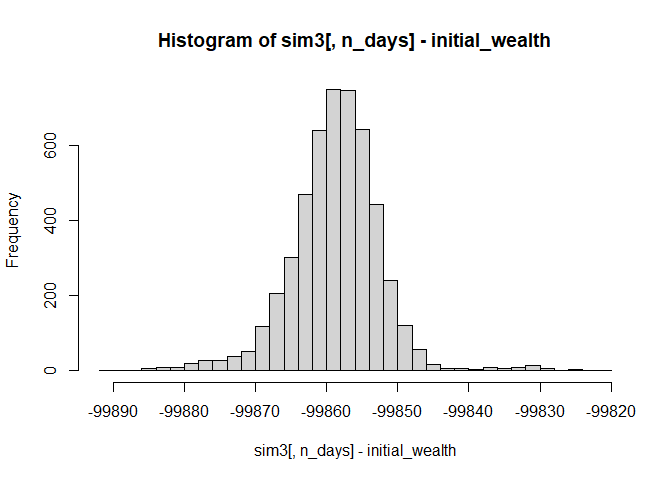 Histogram of sim3[, n_days] - initial_wealth
Frequency
600
400
200
0
-99890 -99880 -99870 -99860 -99850 -99840 -99830 -99820
sim3[, n_days] - initial_wealth